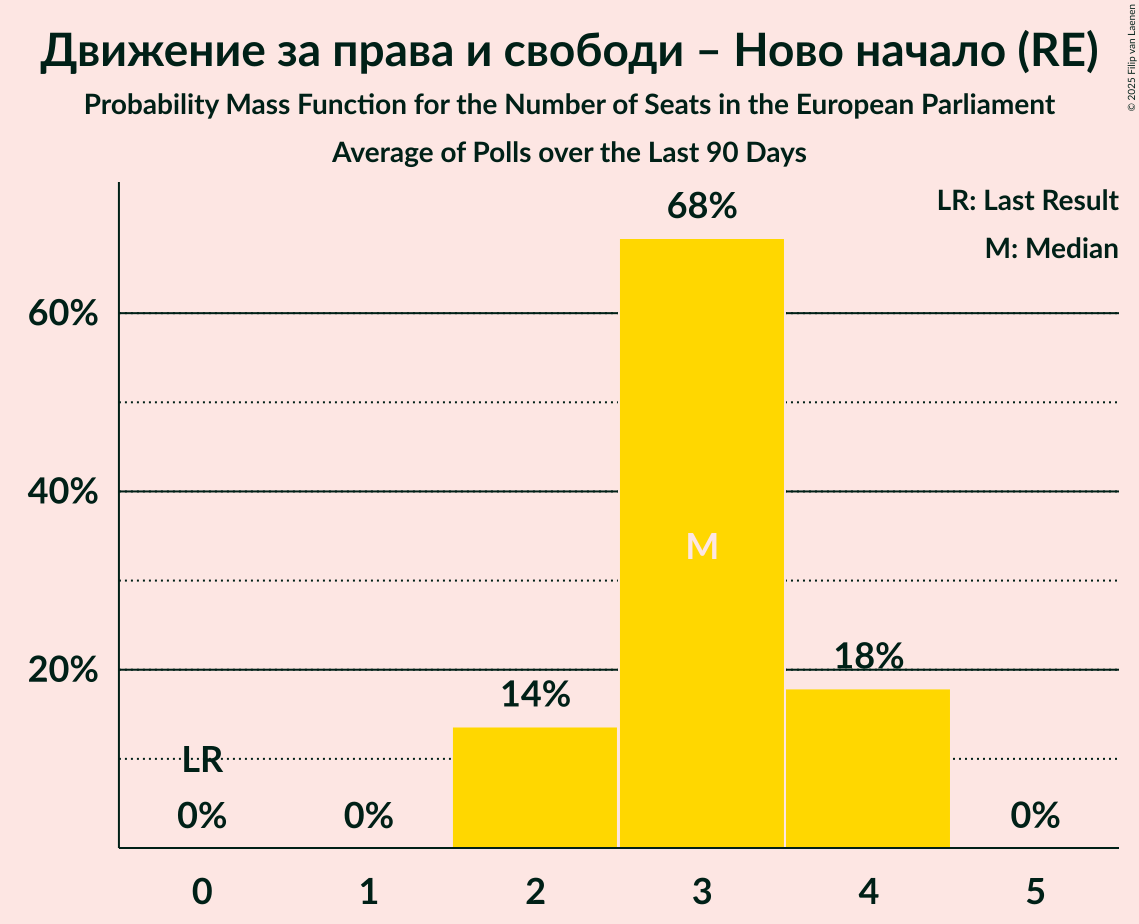 Движение за права и свободи – Ново начало (RE)
Probability Mass Function for the Number of Seats in the European Parliament
Average of Polls over the Last 90 Days
© 2025 Filip van Laenen
LR: Last Result
M: Median
68%
60%
40%
M
20%
18%
14%
LR
0%
0%
0%
0
1
2
3
4
5